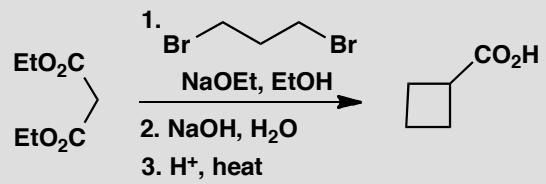 1.
Br Br
EtO₂C
EtO₂C
NaOEt, EtOH
2. NaOH, H₂O
3. H⁺, heat
CO₂H